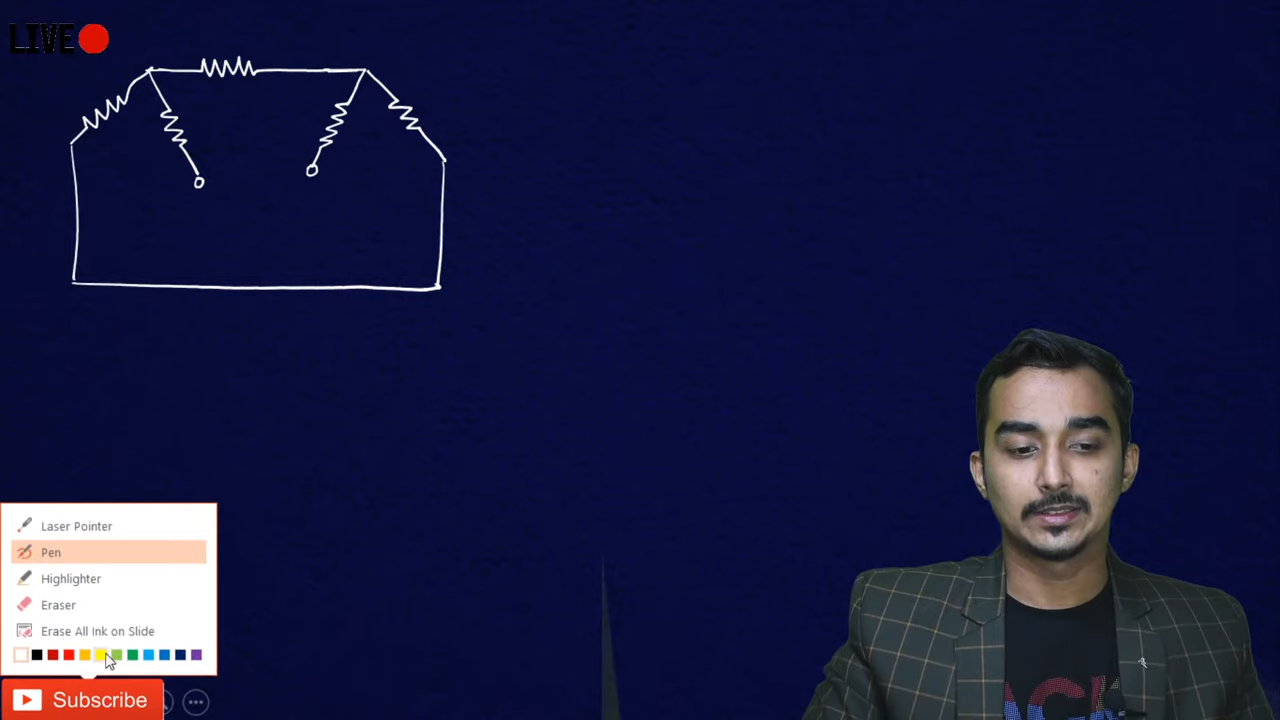 LIVE
Laser Pointer
Pen
Highlighter
Eraser
Erase All Ink on Slide
Subscribe